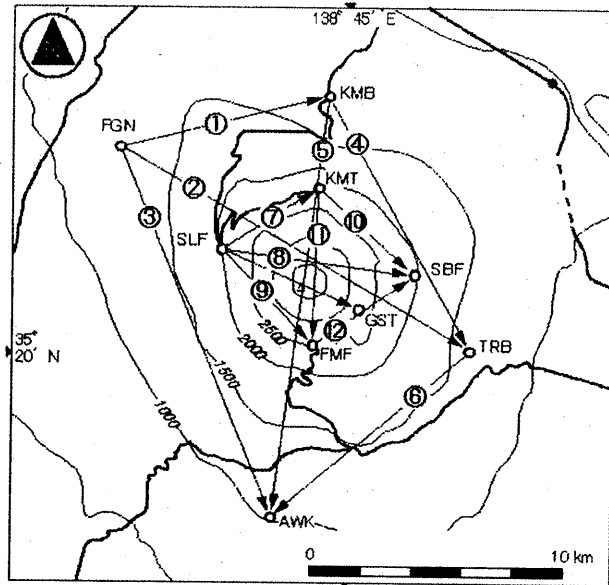 138° 45' E
KMB
①
FGN
④
⑤
②
KMT
③
⑦
⑩
SLF
⑪
⑧
SBF
⑨
GST
35°
20' N
2500
⑫
FMF
2000
TRB
1500
⑥
1000
AWK
0
10 km